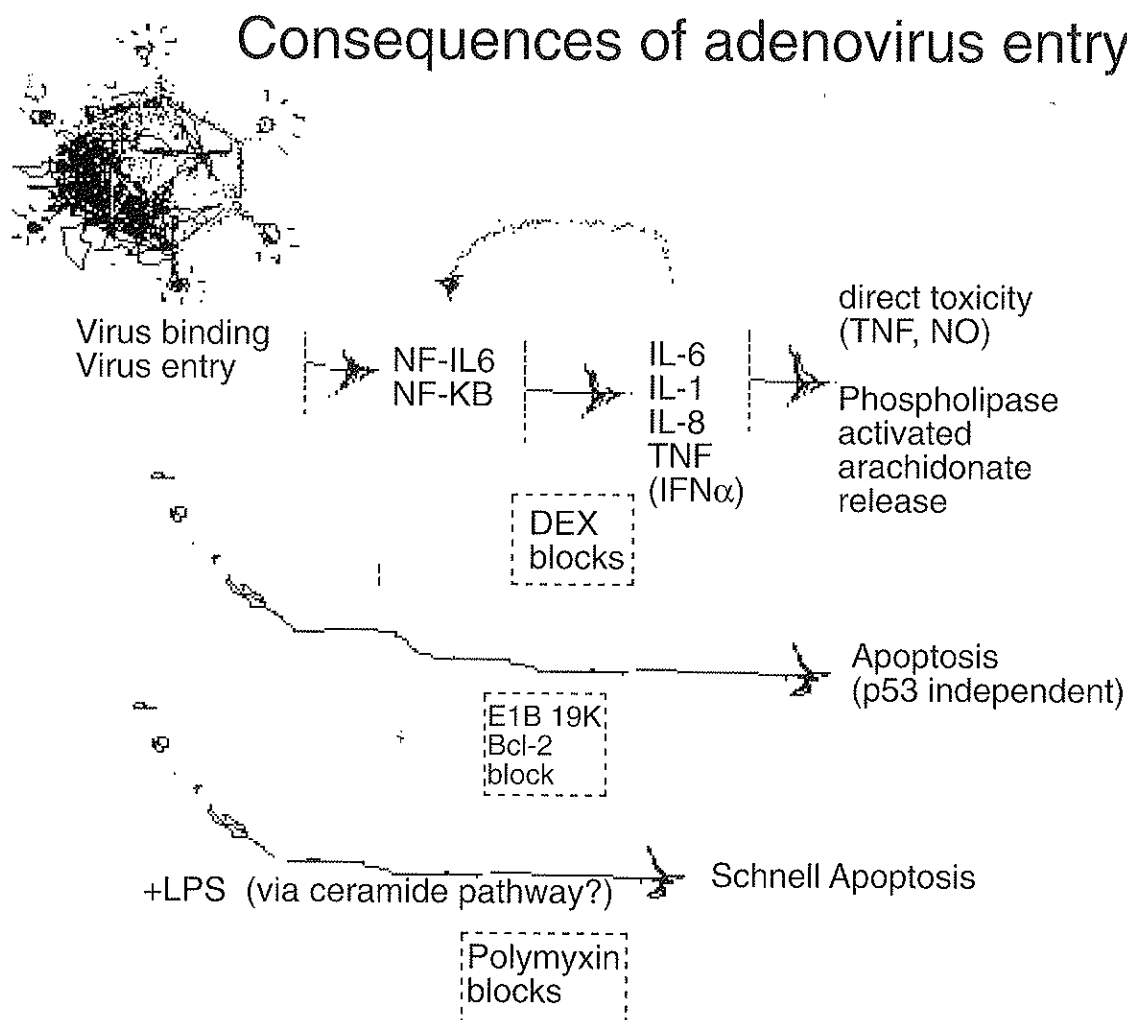 Consequences of adenovirus entry
Virus binding
Virus entry
NF-IL6
NF-KB
IL-6
IL-1
IL-8
TNF
(IFNα)
direct toxicity
(TNF, NO)
Phospholipase
activated
arachidonate
release
DEX
blocks
Apoptosis
(p53 independent)
E1B 19K
Bcl-2
block
+LPS (via ceramide pathway?)
Schnell Apoptosis
Polymyxin
blocks